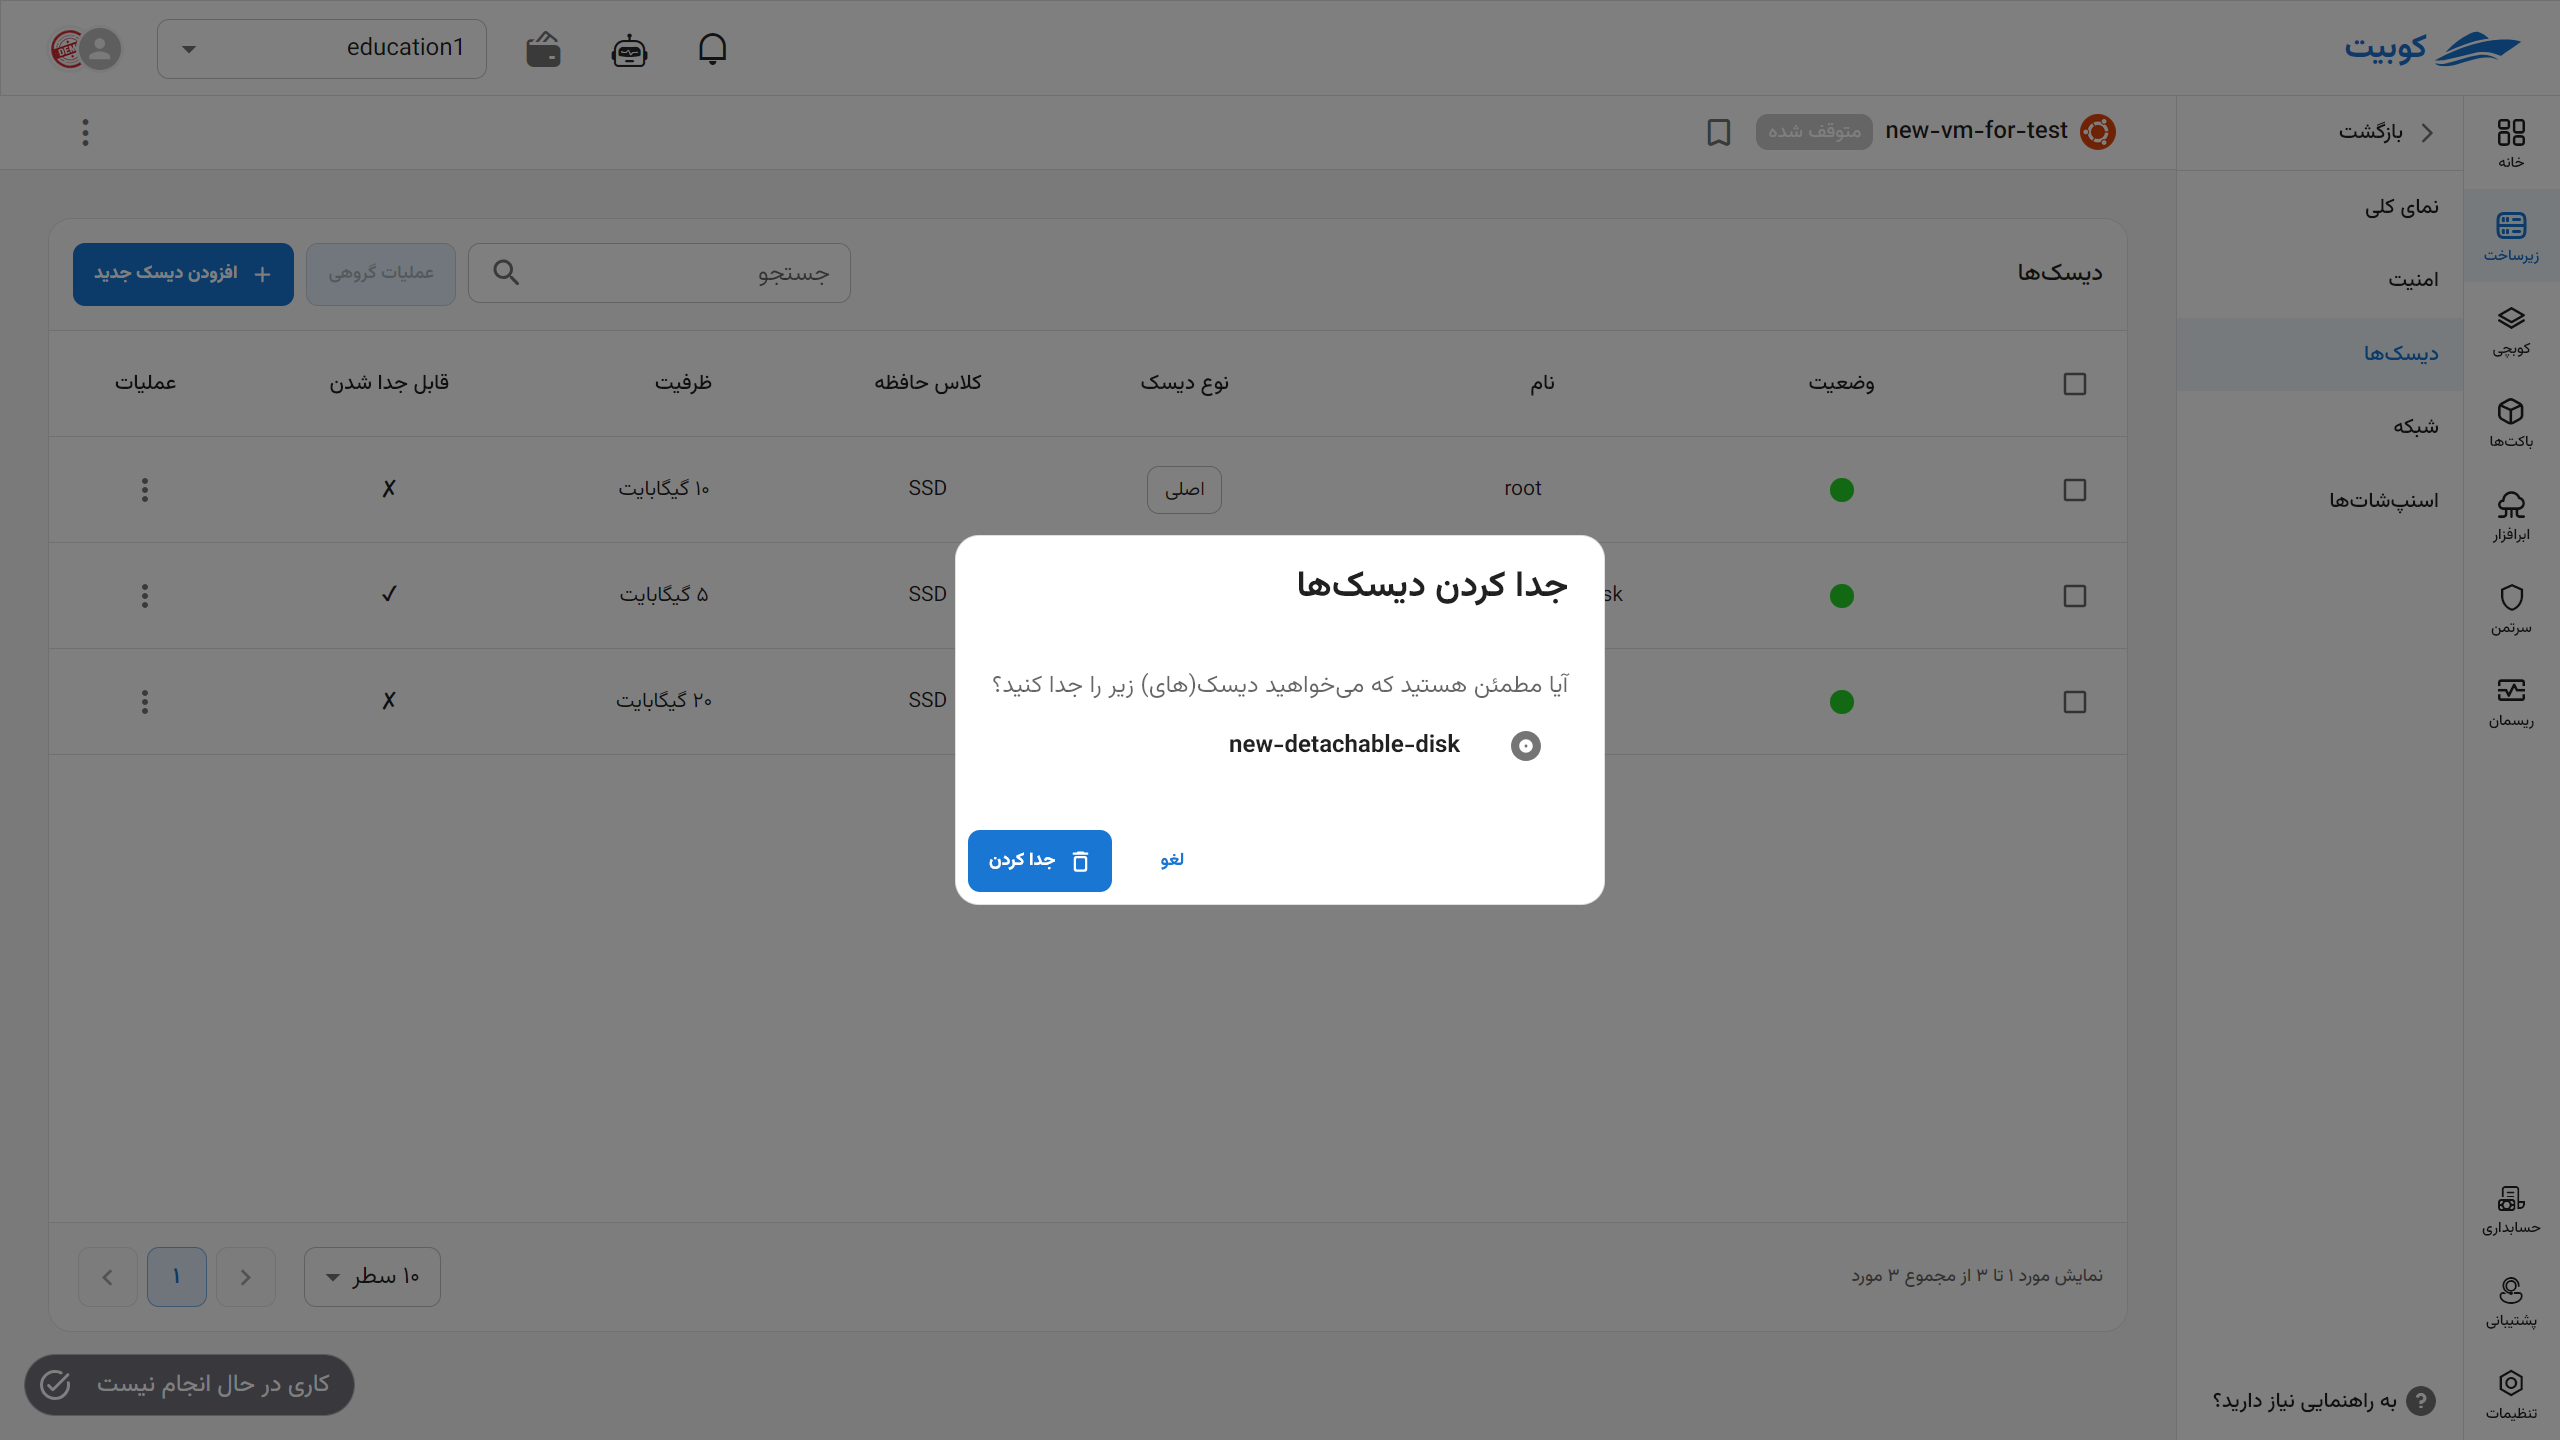 کوبیت
education1
new-vm-for-test
متوقف شده
بازگشت
نمای کلی
امنیت
دیسک‌ها
شبکه
اسنپ‌شات‌ها
خانه
زیرساخت
کوبچی
باکت‌ها
ابرافزار
سرتمن
ریسمان
حسابداری
پشتیبانی
تنظیمات
به راهنمایی نیاز دارید؟
دیسک‌ها
جستجو
عملیات گروهی
افزودن دیسک جدید
وضعیت نام نوع دیسک کلاس حافظه ظرفیت قابل جدا شدن عملیات
root اصلی SSD ۱۰ گیگابایت ✗
sk SSD ۵ گیگابایت ✓
SSD ۲۰ گیگابایت ✗
جدا کردن دیسک‌ها
آیا مطمئن هستید که می‌خواهید دیسک(های) زیر را جدا کنید؟
new-detachable-disk
لغو
جدا کردن
نمایش مورد ۱ تا ۳ از مجموع ۳ مورد
۱۰ سطر
۱
کاری در حال انجام نیست